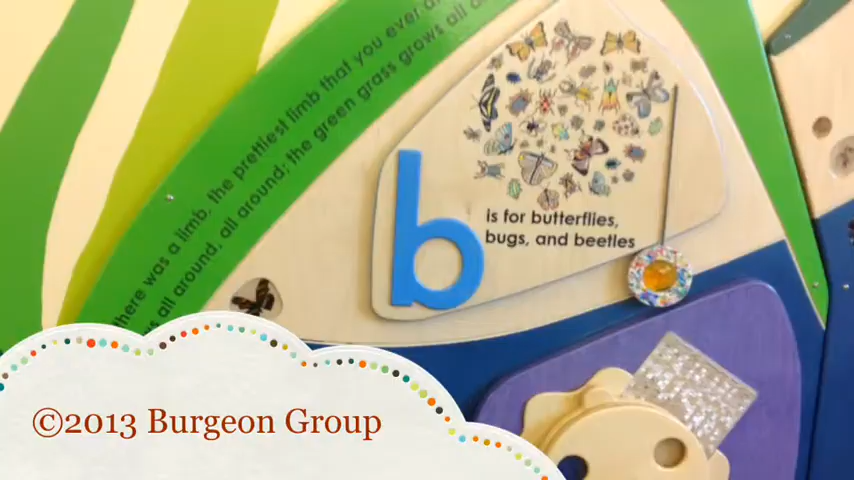 there was a limb, the prettiest limb that you ever
all around, all around; the green grass grows all
b
is for butterflies,
bugs, and beetles
©2013 Burgeon Group